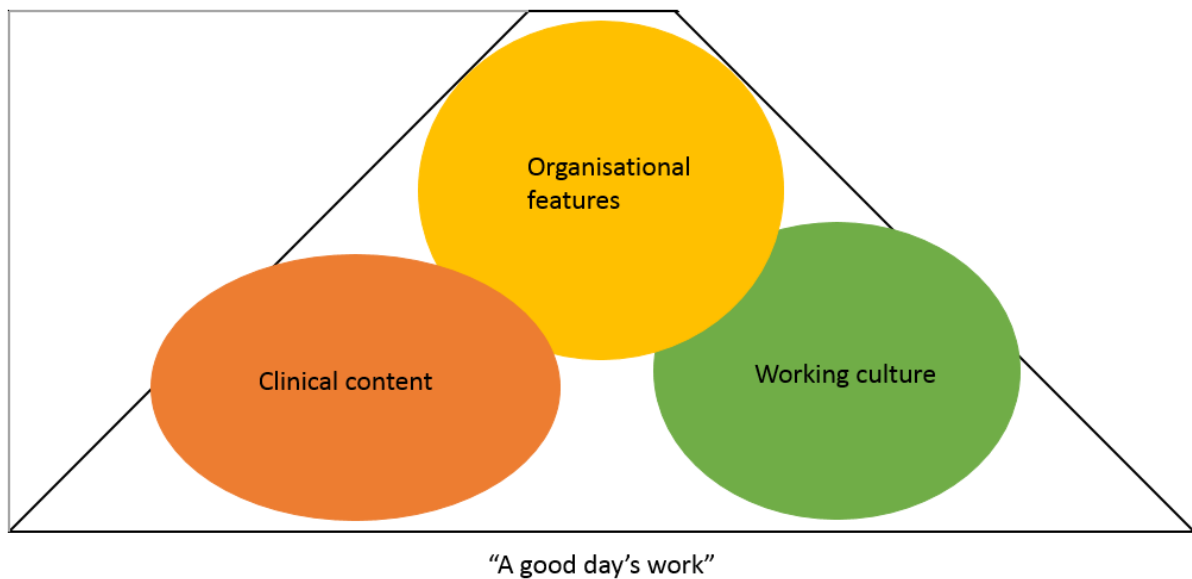 Organisational
features
Clinical content
Working culture
“A good day’s work”